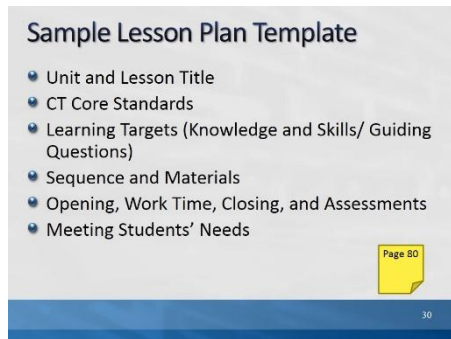 Sample Lesson Plan Template
Unit and Lesson Title
CT Core Standards
Learning Targets (Knowledge and Skills/ Guiding
Questions)
Sequence and Materials
Opening, Work Time, Closing, and Assessments
Meeting Students’ Needs
Page 80
30